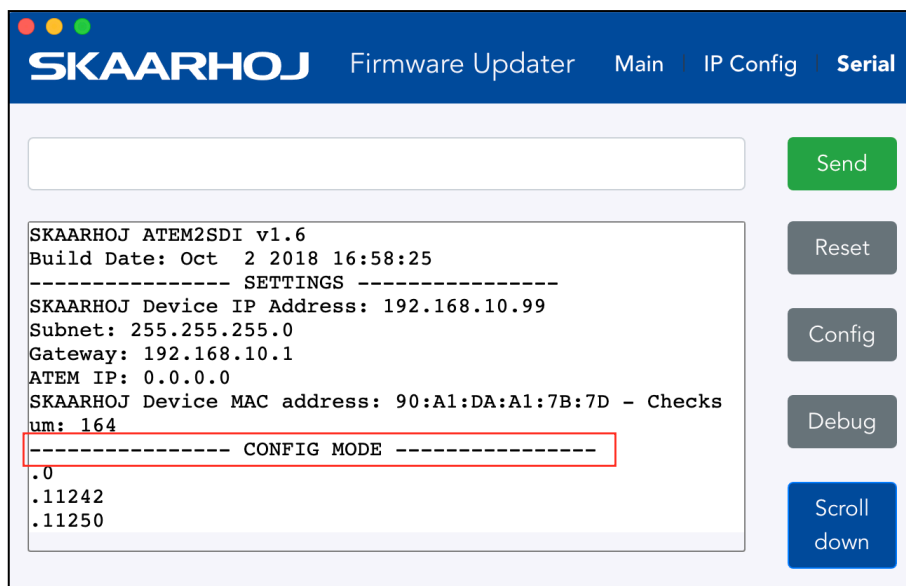 SKAARHOJ Firmware Updater Main IP Config Serial
Send
SKAARHOJ ATEM2SDI v1.6
Build Date: Oct  2 2018 16:58:25
---------------- SETTINGS ----------------
SKAARHOJ Device IP Address: 192.168.10.99
Subnet: 255.255.255.0
Gateway: 192.168.10.1
ATEM IP: 0.0.0.0
SKAARHOJ Device MAC address: 90:A1:DA:A1:7B:7D - Checks
um: 164
---------------- CONFIG MODE ----------------
.0
.11242
.11250
Reset
Config
Debug
Scroll
down